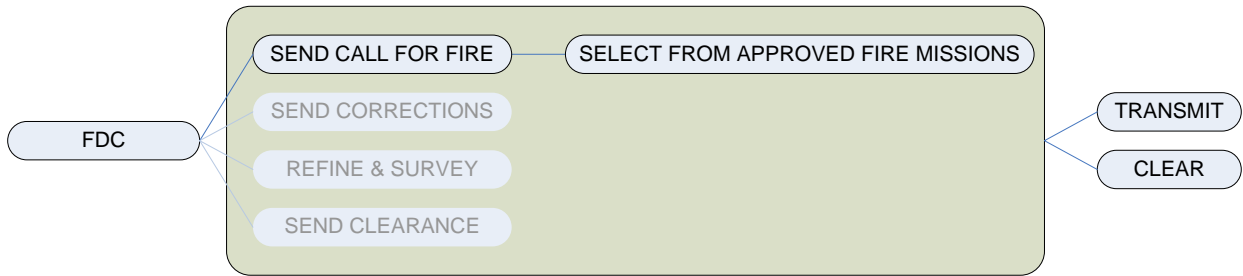 FDC
SEND CALL FOR FIRE
SELECT FROM APPROVED FIRE MISSIONS
SEND CORRECTIONS
REFINE & SURVEY
SEND CLEARANCE
TRANSMIT
CLEAR